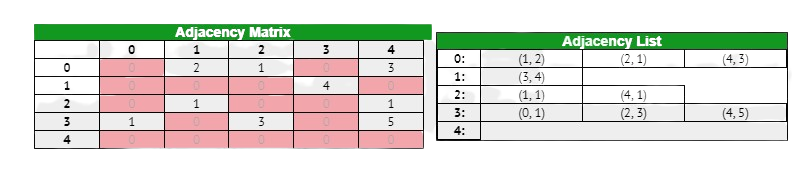 Adjacency Matrix
0 1 2 3 4
0 0 2 1 0 3
1 0 0 0 4 0
2 0 1 0 0 1
3 1 0 3 0 5
4 0 0 0 0 0
Adjacency List
0: (1, 2) (2, 1) (4, 3)
1: (3, 4)
2: (1, 1) (4, 1)
3: (0, 1) (2, 3) (4, 5)
4: